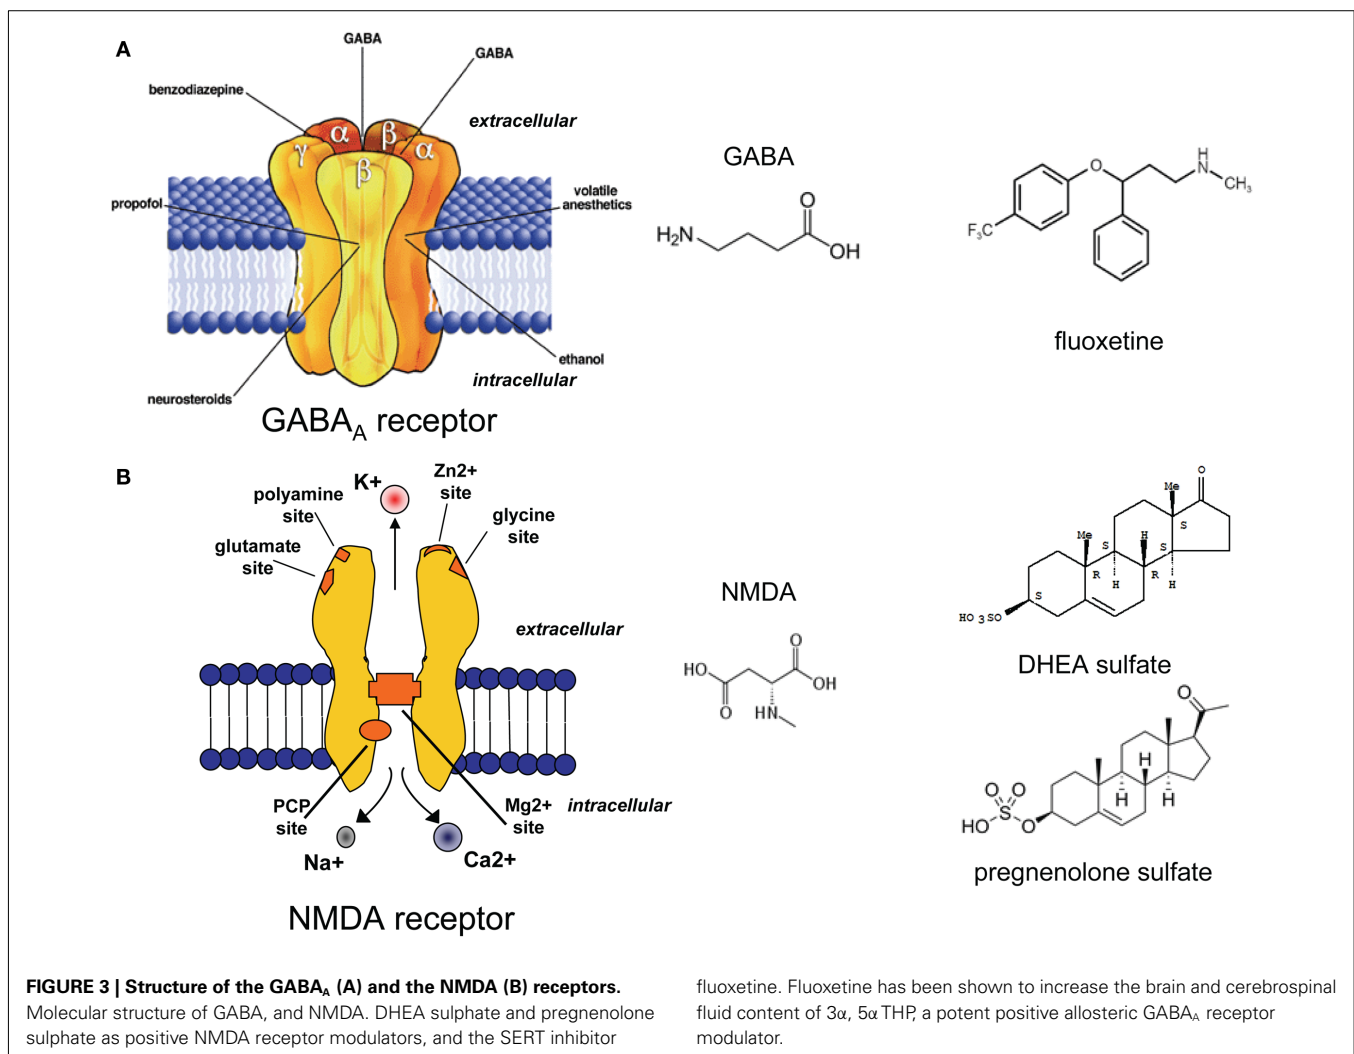 A
GABA
GABA
benzodiazepine
extracellular
α
β
γ
α
β
propofol
volatile
anesthetics
ethanol
intracellular
neurosteroids
GABAA receptor
GABA
O
H2N
OH
O
H
N
CH3
F3C
fluoxetine
B
K+
Zn2+
site
polyamine
site
glycine
site
glutamate
site
extracellular
PCP
site
Mg2+
site
intracellular
Na+
Ca2+
NMDA receptor
NMDA
O
HO
OH
O
HN
O
Me
S
Me
H
S
S
R
R
H
H
S
HO3SO
DHEA sulfate
O
H
H
H
O
O
S
HO
O
pregnenolone sulfate
FIGURE 3 | Structure of the GABAA (A) and the NMDA (B) receptors.
Molecular structure of GABA, and NMDA. DHEA sulphate and pregnenolone
sulphate as positive NMDA receptor modulators, and the SERT inhibitor
fluoxetine. Fluoxetine has been shown to increase the brain and cerebrospinal
fluid content of 3α, 5α THP, a potent positive allosteric GABAA receptor
modulator.